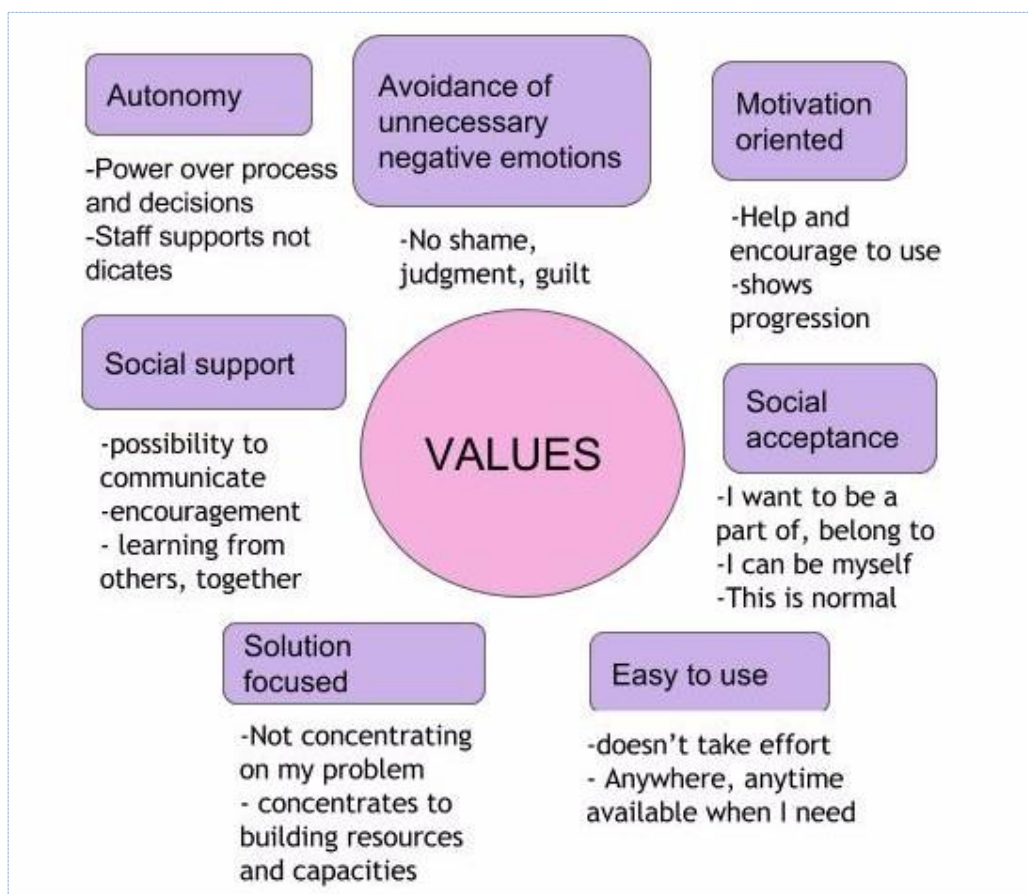 Autonomy
-Power over process
and decisions
-Staff supports not
dicates
Avoidance of
unnecessary
negative emotions
-No shame,
judgment, guilt
Motivation
oriented
-Help and
encourage to use
-shows
progression
Social support
-possibility to
communicate
-encouragement
- learning from
others, together
VALUES
Social
acceptance
-I want to be a
part of, belong to
-I can be myself
-This is normal
Solution
focused
-Not concentrating
on my problem
- concentrates to
building resources
and capacities
Easy to use
-doesn’t take effort
- Anywhere, anytime
available when I need